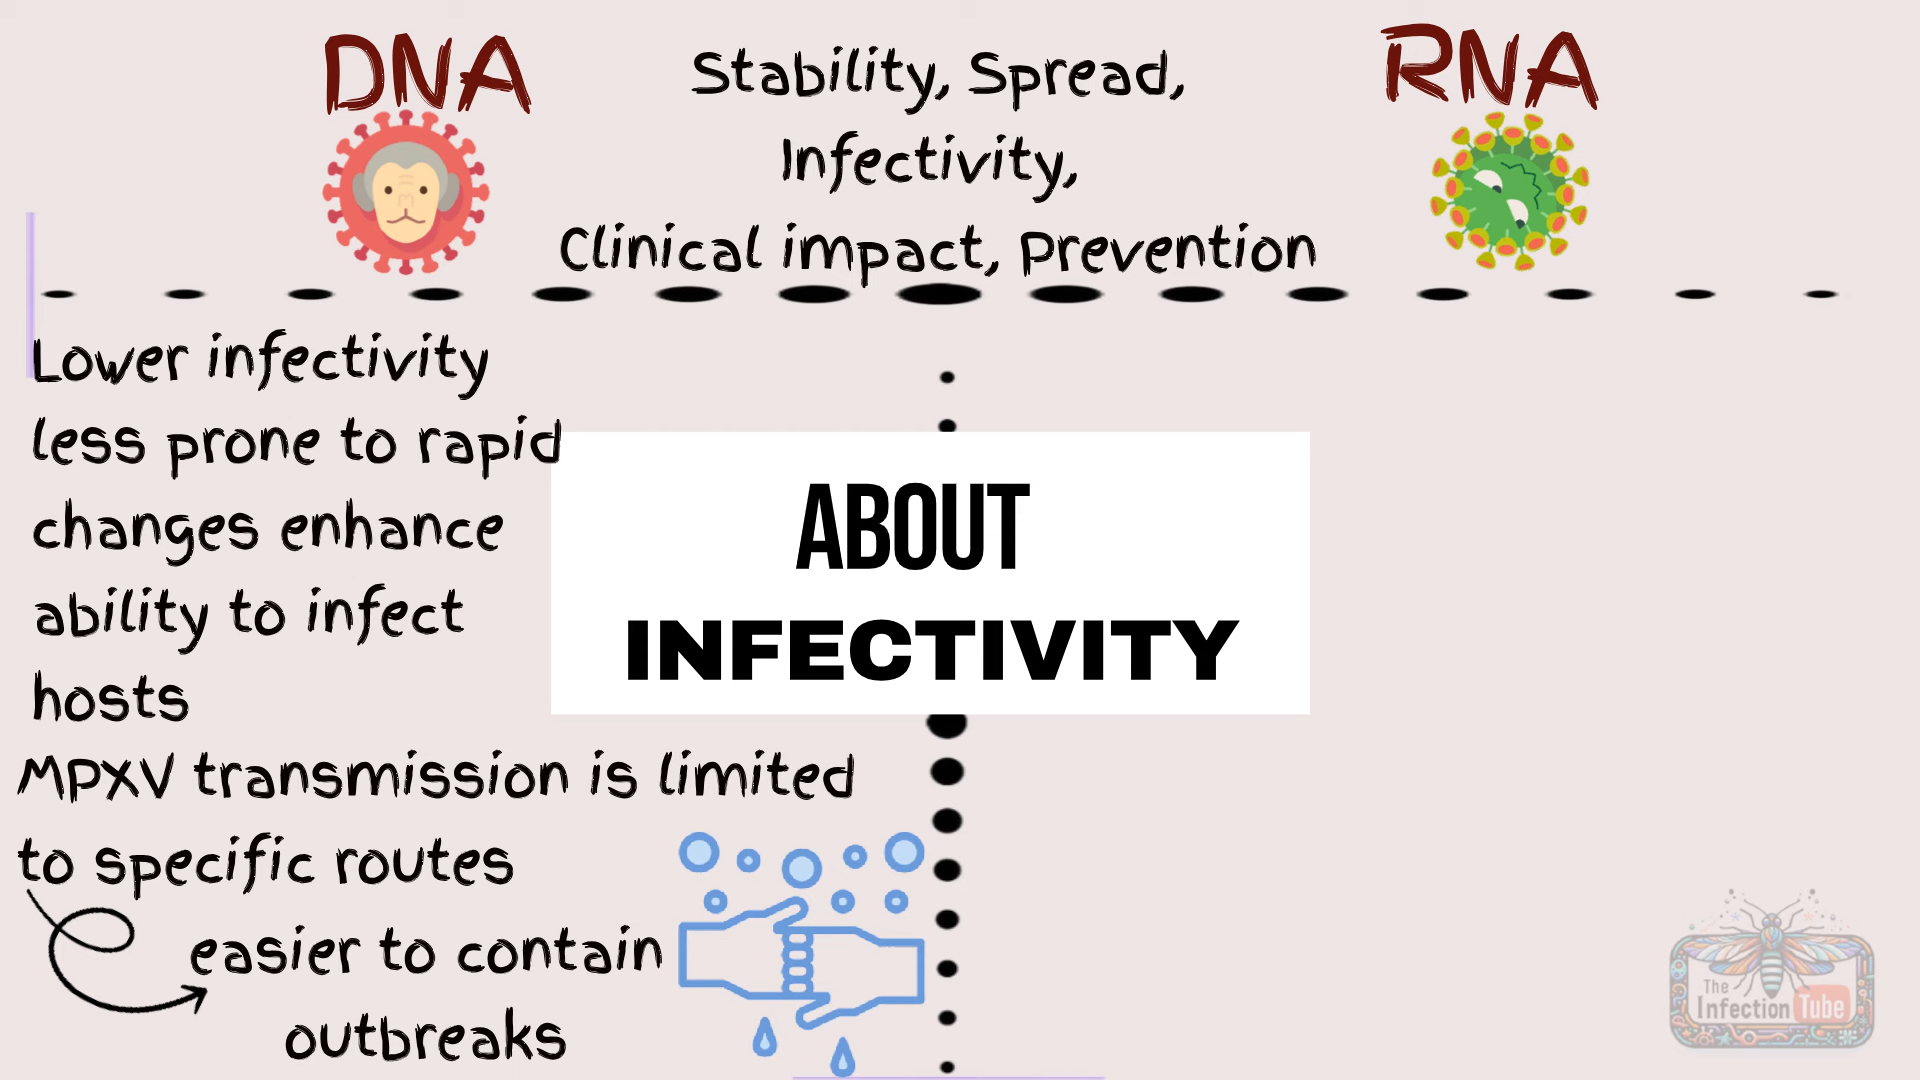 DNA
Stability, Spread,
Infectivity,
Clinical impact, Prevention
RNA
Lower infectivity
less prone to rapid
changes enhance
ability to infect
hosts
MPXV transmission is limited
to specific routes
easier to contain
outbreaks
ABOUT
INFECTIVITY
The
Infection Tube